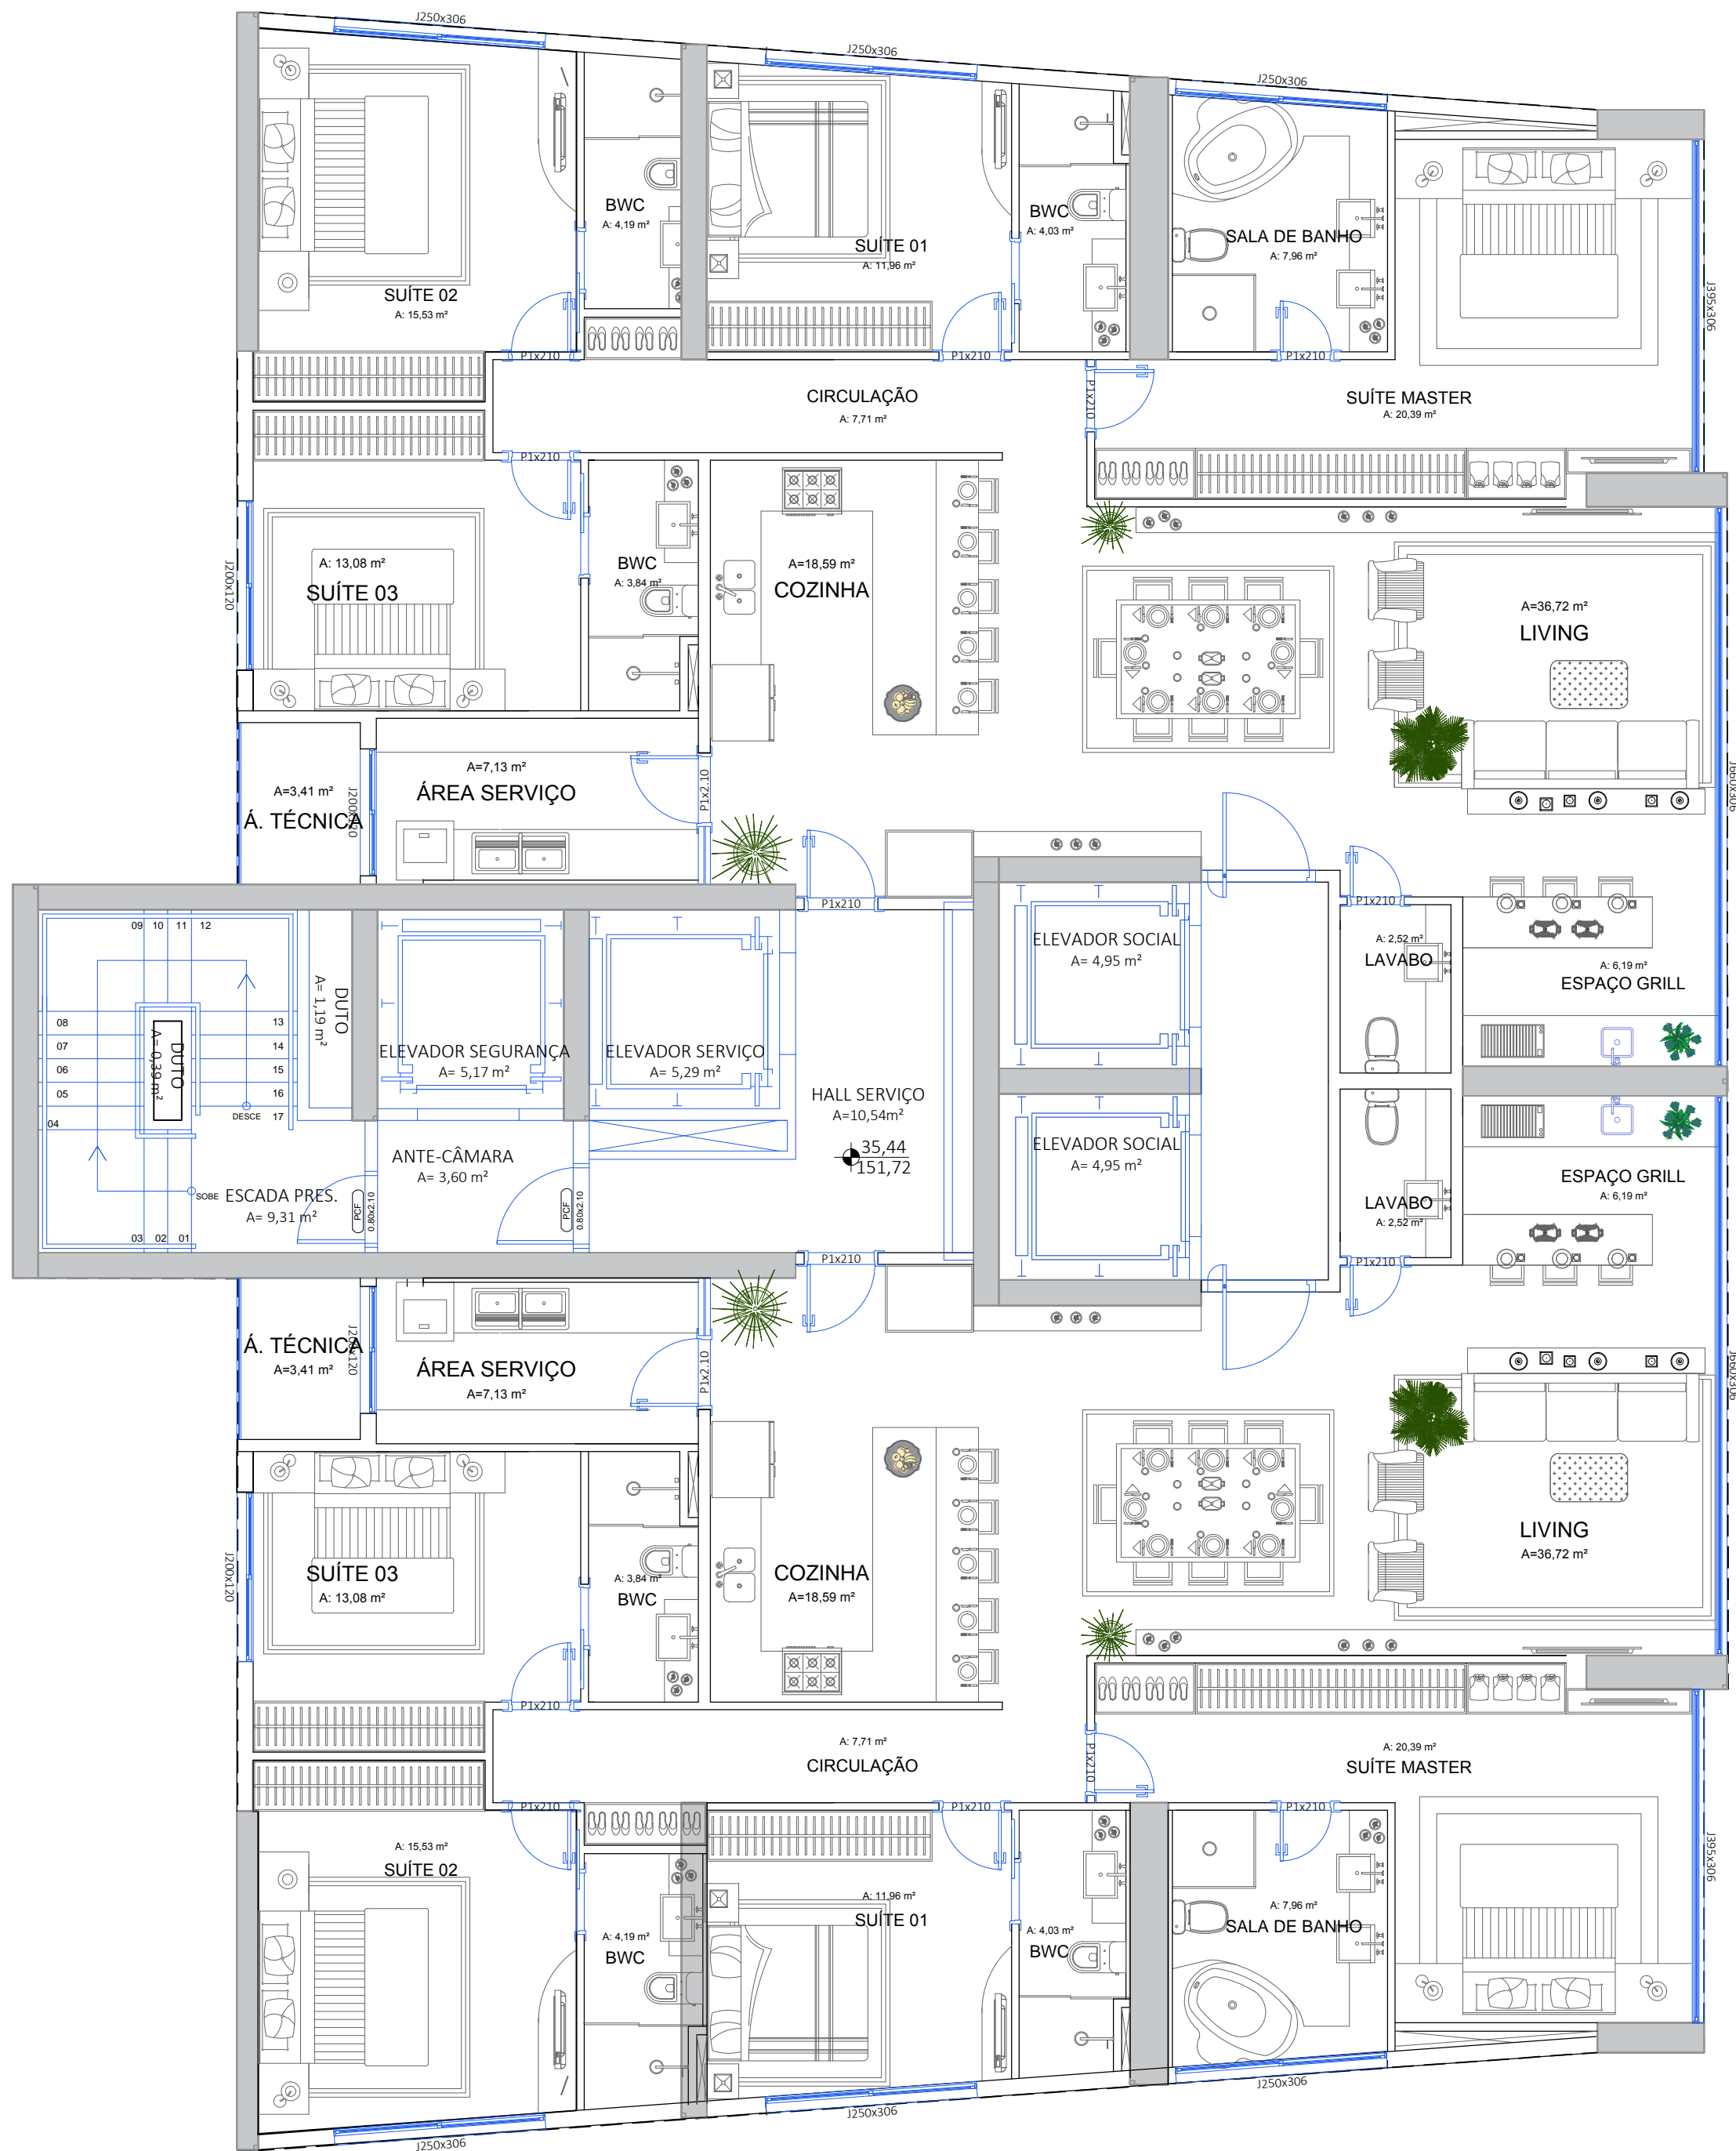 J250x306
J250x306
J250x306
BWC
A: 4,19 m²
SUÍTE 01
A: 11,96 m²
BWC
A: 4,03 m²
SALA DE BANHO
A: 7,96 m²
SUÍTE 02
A: 15,53 m²
J395x306
P1x210
P1x210
P1x210
CIRCULAÇÃO
A: 7,71 m²
P1x210
SUÍTE MASTER
A: 20,39 m²
P1x210
J200x120
A: 13,08 m²
SUÍTE 03
BWC
A: 3,84 m²
A=18,59 m²
COZINHA
A=36,72 m²
LIVING
A=3,41 m²
Á. TÉCNICA
J200x120
A=7,13 m²
ÁREA SERVIÇO
P1x2.10
J660x306
P1x210
P1x210
09
10
11
12
08
07
06
05
04
13
14
15
16
17
DESCE
DUTO
A= 0,39 m²
DUTO
A= 1,19 m²
ELEVADOR SEGURANÇA
A= 5,17 m²
ELEVADOR SERVIÇO
A= 5,29 m²
ELEVADOR SOCIAL
A= 4,95 m²
A: 2,52 m²
LAVABO
A: 6,19 m²
ESPAÇO GRILL
HALL SERVIÇO
A=10,54m²
35,44
151,72
ANTE-CÂMARA
A= 3,60 m²
SOBE
ESCADA PRES.
A= 9,31 m²
PCF
0.80x2.10
PCF
0.80x2.10
03
02
01
ELEVADOR SOCIAL
A= 4,95 m²
LAVABO
A: 2,52 m²
ESPAÇO GRILL
A: 6,19 m²
P1x210
P1x210
Á. TÉCNICA
A=3,41 m²
J200x120
ÁREA SERVIÇO
A=7,13 m²
P1x2.10
J660x306
J200x120
SUÍTE 03
A: 13,08 m²
A: 3,84 m²
BWC
COZINHA
A=18,59 m²
LIVING
A=36,72 m²
P1x210
A: 7,71 m²
CIRCULAÇÃO
P1x210
A: 20,39 m²
SUÍTE MASTER
P1x210
P1x210
P1x210
A: 15,53 m²
SUÍTE 02
A: 4,19 m²
BWC
A: 11,96 m²
SUÍTE 01
A: 4,03 m²
BWC
A: 7,96 m²
SALA DE BANHO
J395x306
J250x306
J250x306
J250x306